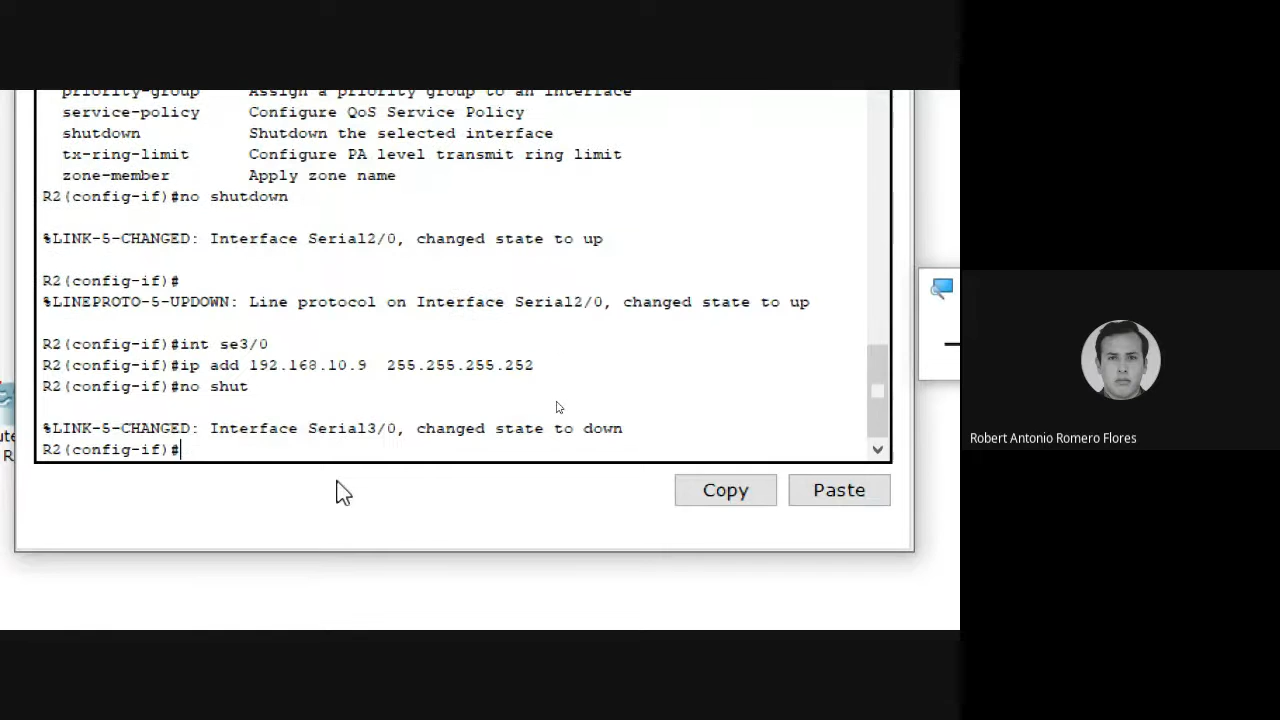 priority-group Assign a priority group to an interface
service-policy Configure QoS Service Policy
shutdown Shutdown the selected interface
tx-ring-limit Configure PA level transmit ring limit
zone-member Apply zone name
R2(config-if)#no shutdown
%LINK-5-CHANGED: Interface Serial2/0, changed state to up
R2(config-if)#
%LINEPROTO-5-UPDOWN: Line protocol on Interface Serial2/0, changed state to up
R2(config-if)#int se3/0
R2(config-if)#ip add 192.168.10.9 255.255.255.252
R2(config-if)#no shut
%LINK-5-CHANGED: Interface Serial3/0, changed state to down
R2(config-if)#
Copy
Paste
Robert Antonio Romero Flores